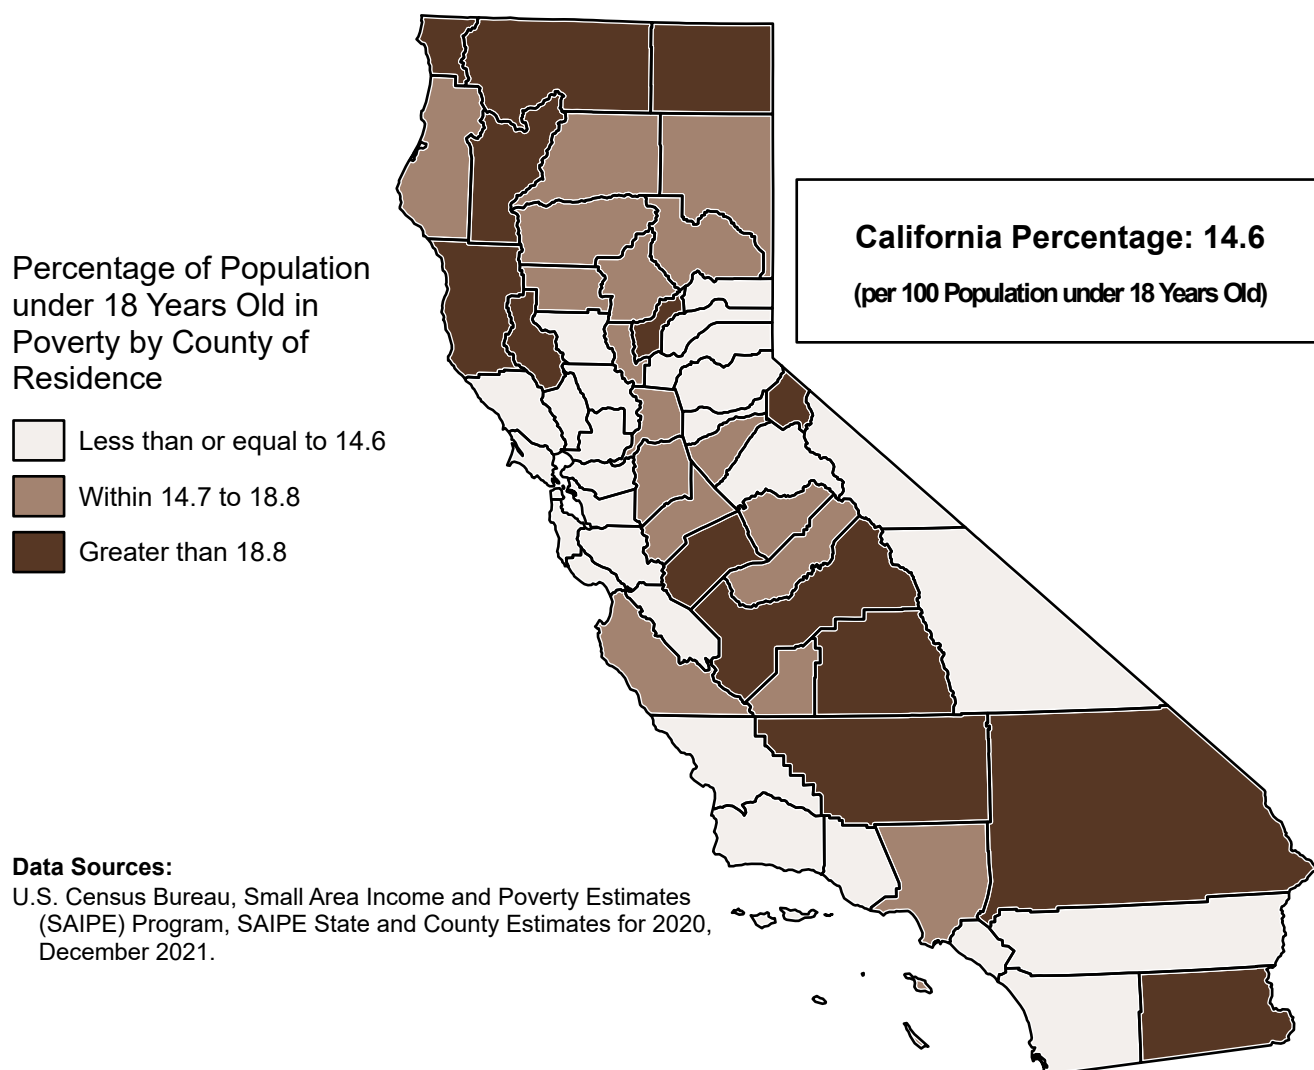 California Percentage: 14.6
(per 100 Population under 18 Years Old)
Percentage of Population
under 18 Years Old in
Poverty by County of
Residence
Less than or equal to 14.6
Within 14.7 to 18.8
Greater than 18.8
Data Sources:
U.S. Census Bureau, Small Area Income and Poverty Estimates
(SAIPE) Program, SAIPE State and County Estimates for 2020,
December 2021.